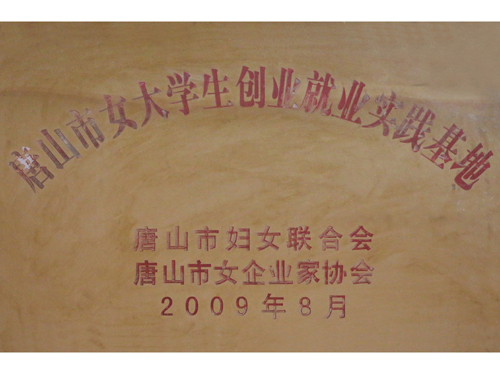 唐山市女大学生创业就业实践基地
唐山市妇女联合会
唐山市女企业家协会
2009年8月